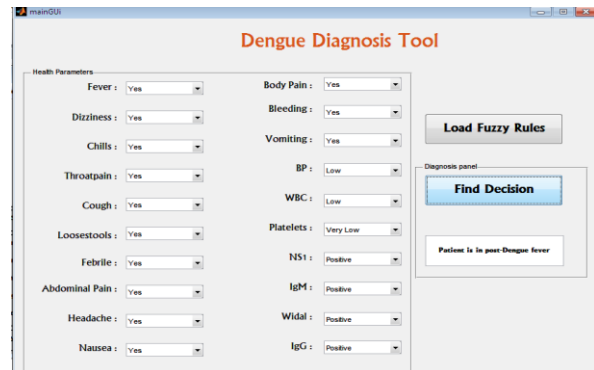 mainGUi
Dengue Diagnosis Tool
Health Parameters
Fever : Yes
Dizziness : Yes
Chills : Yes
Throatpain : Yes
Cough : Yes
Loosestools : Yes
Febrile : Yes
Abdominal Pain : Yes
Headache : Yes
Nausea : Yes
Body Pain : Yes
Bleeding : Yes
Vomiting : Yes
BP : Low
WBC : Low
Platelets : Very Low
NS1 : Positive
IgM : Positive
Widal : Positive
IgG : Positive
Load Fuzzy Rules
Diagnosis panel
Find Decision
Patient is in post-Dengue fever